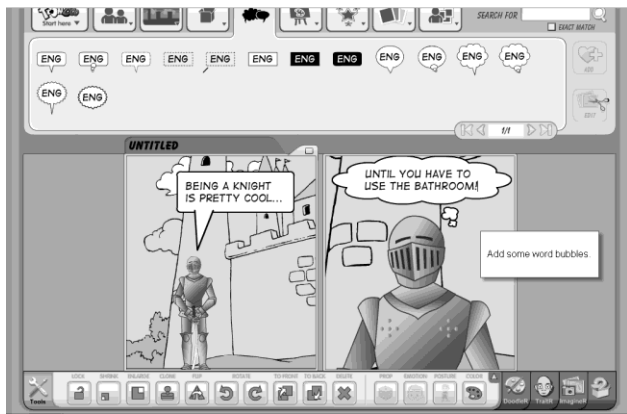 Start here ▼
SEARCH FOR
EXACT MATCH
ENG ENG ENG ENG ENG ENG ENG ENG ENG ENG ENG ENG
ADD
ENG ENG
EDIT
1/1
UNTITLED
BEING A KNIGHT
IS PRETTY COOL...
UNTIL YOU HAVE TO
USE THE BATHROOM!
Add some word bubbles.
LOCK SHRINK ENLARGE CLONE FLIP ROTATE TO FRONT TO BACK DELETE PROP EMOTION POSTURE COLOR
Tools
DoodleR TraitR ImagineR